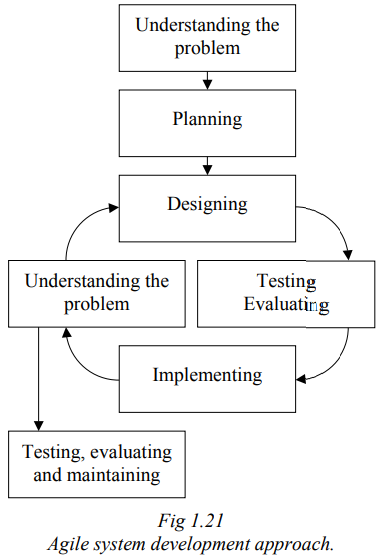 Understanding the
problem
Planning
Designing
Understanding the
problem
Testing
Evaluating
Implementing
Testing, evaluating
and maintaining
Fig 1.21
Agile system development approach.